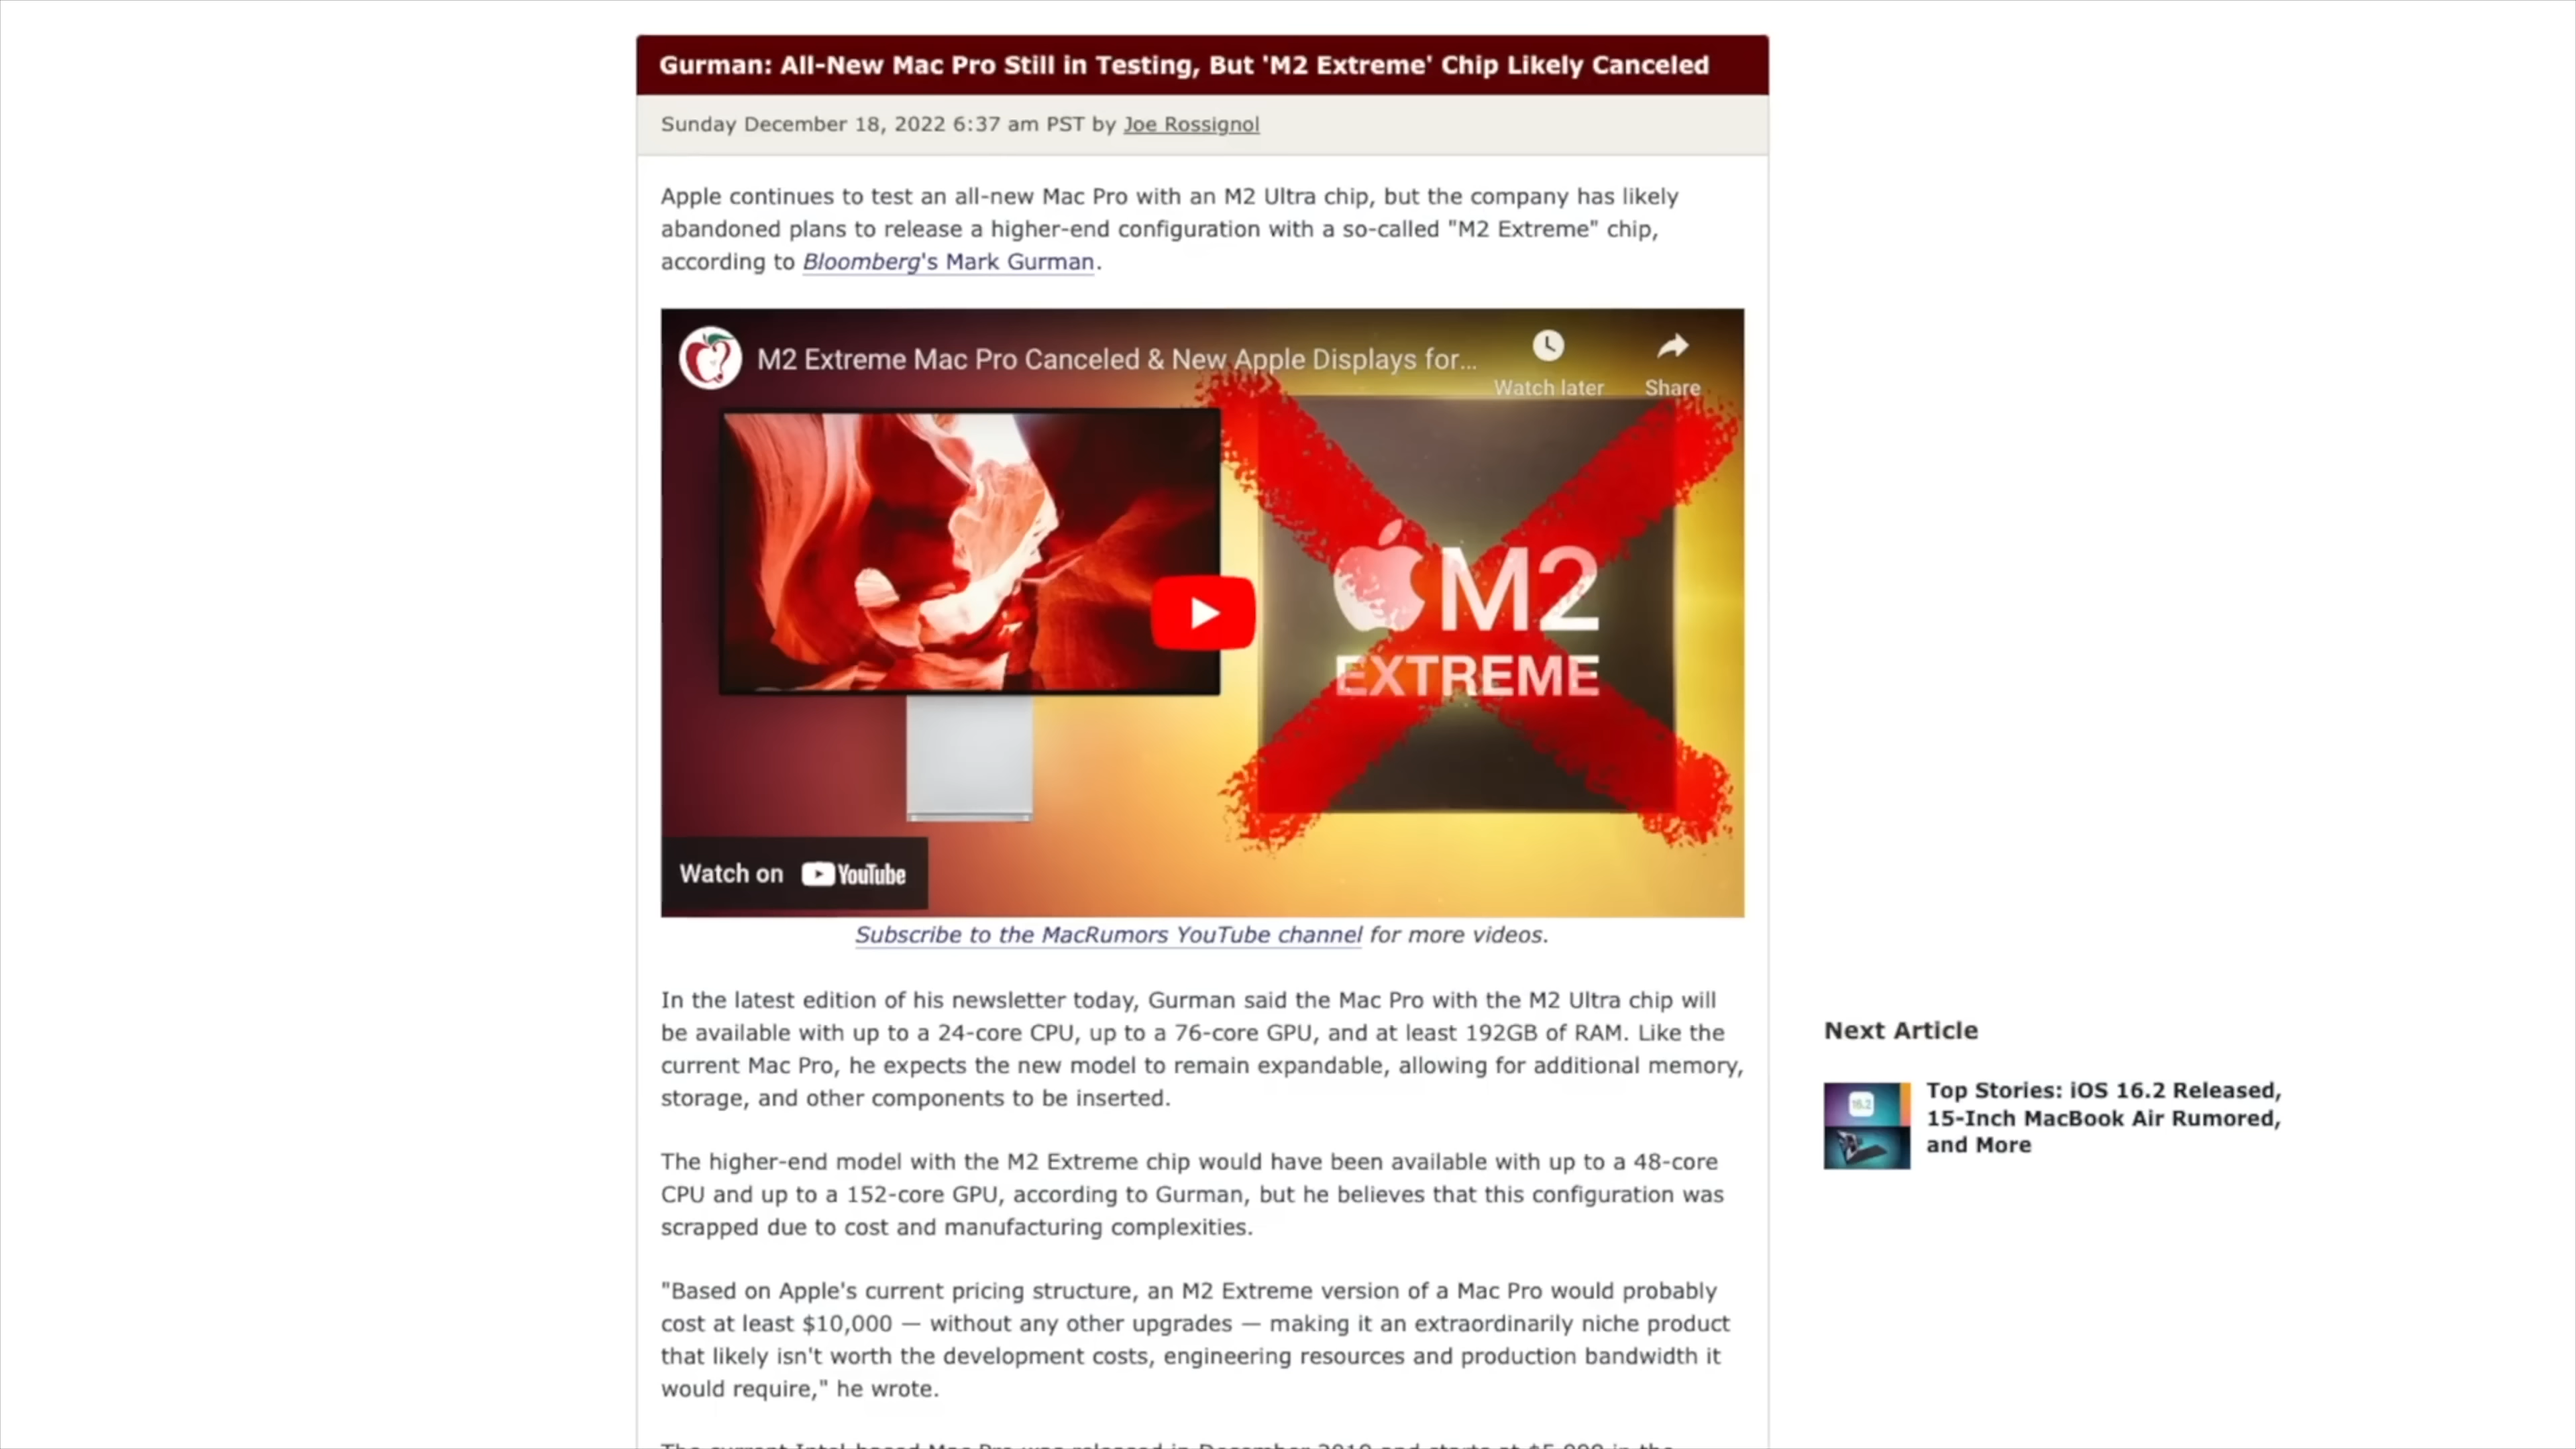 Gurman: All-New Mac Pro Still in Testing, But 'M2 Extreme' Chip Likely Canceled
Sunday December 18, 2022 6:37 am PST by Joe Rossignol
Apple continues to test an all-new Mac Pro with an M2 Ultra chip, but the company has likely
abandoned plans to release a higher-end configuration with a so-called "M2 Extreme" chip,
according to Bloomberg's Mark Gurman.
M2 Extreme Mac Pro Canceled & New Apple Displays for...
Watch later
Share
M2
EXTREME
Watch on YouTube
Subscribe to the MacRumors YouTube channel for more videos.
In the latest edition of his newsletter today, Gurman said the Mac Pro with the M2 Ultra chip will
be available with up to a 24-core CPU, up to a 76-core GPU, and at least 192GB of RAM. Like the
current Mac Pro, he expects the new model to remain expandable, allowing for additional memory,
storage, and other components to be inserted.
The higher-end model with the M2 Extreme chip would have been available with up to a 48-core
CPU and up to a 152-core GPU, according to Gurman, but he believes that this configuration was
scrapped due to cost and manufacturing complexities.
"Based on Apple's current pricing structure, an M2 Extreme version of a Mac Pro would probably
cost at least $10,000 — without any other upgrades — making it an extraordinarily niche product
that likely isn't worth the development costs, engineering resources and production bandwidth it
would require," he wrote.
Next Article
16.2
Top Stories: iOS 16.2 Released,
15-Inch MacBook Air Rumored,
and More